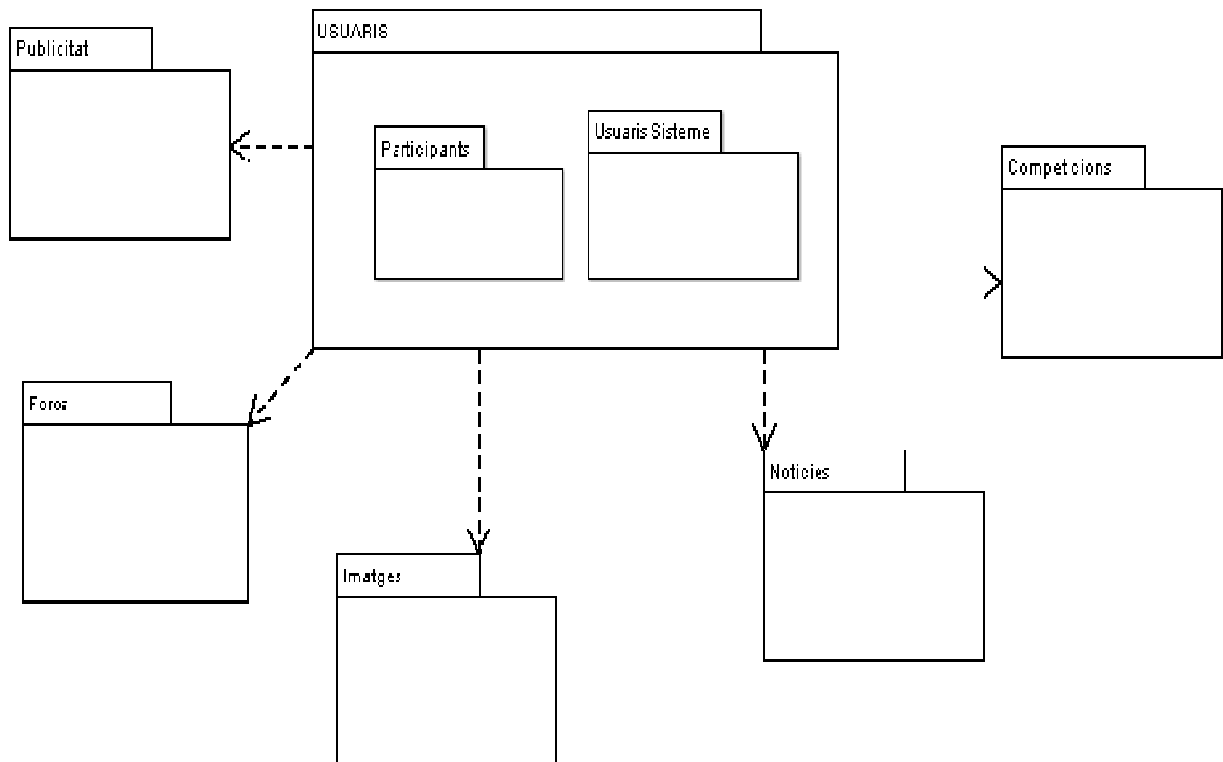 USUARIS
Publicitat
Usuaris Sisteme
Participants
Competicions
Foros
Noticies
Imatges